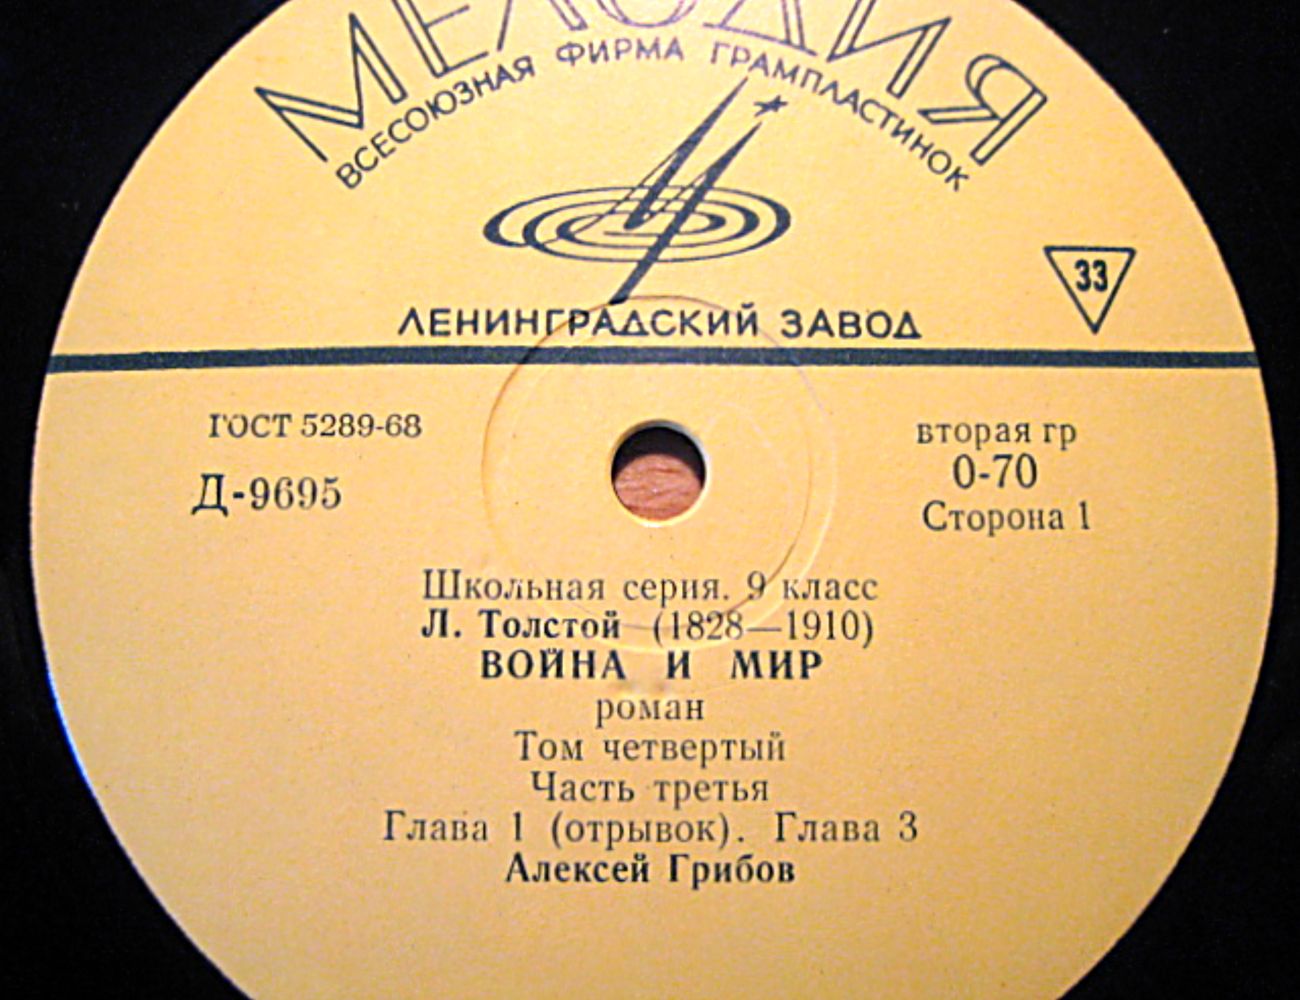 МЕЛОДИЯ
ВСЕСОЮЗНАЯ ФИРМА ГРАМПЛАСТИНОК
33
ЛЕНИНГРАДСКИЙ ЗАВОД
ГОСТ 5289-68
вторая гр
Д-9695
0-70
Сторона 1
Школьная серия. 9 класс
Л. Толстой (1828—1910)
ВОЙНА И МИР
роман
Том четвертый
Часть третья
Глава 1 (отрывок). Глава 3
Алексей Грибов